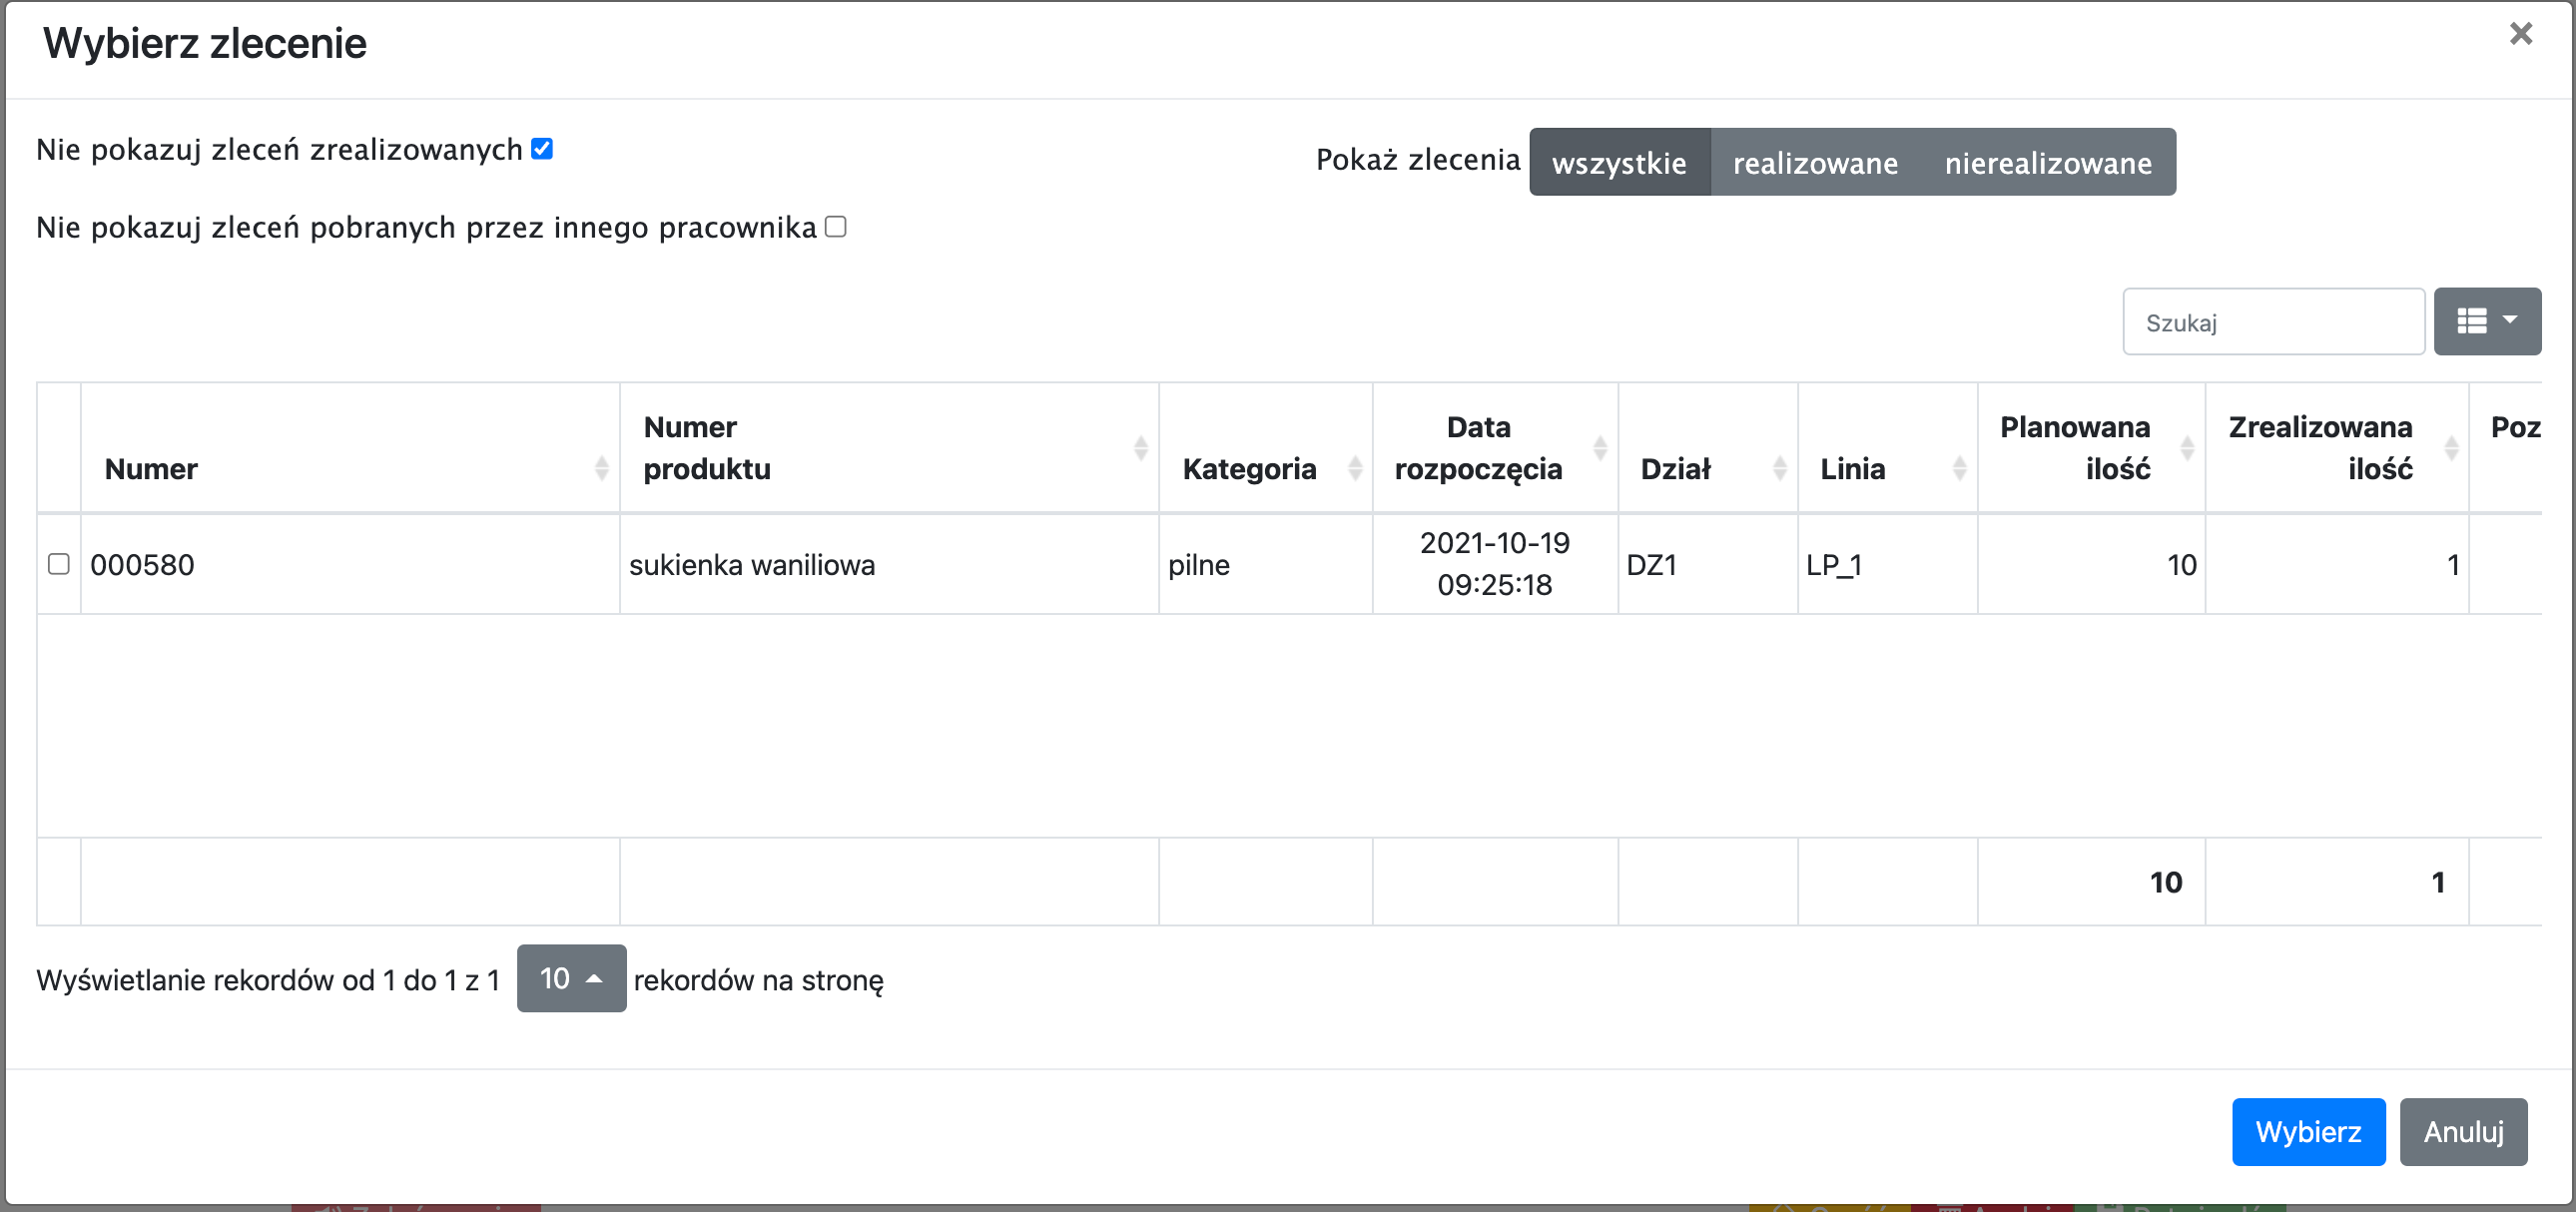 Wybierz zlecenie
Nie pokazuj zleceń zrealizowanych
Pokaż zlecenia wszystkie realizowane nierealizowane
Nie pokazuj zleceń pobranych przez innego pracownika
Szukaj
Numer
Numer produktu
Kategoria
Data rozpoczęcia
Dział
Linia
Planowana ilość
Zrealizowana ilość
Poz
000580 sukienka waniliowa pilne 2021-10-19 09:25:18 DZ1 LP_1 10 1
10 1
Wyświetlanie rekordów od 1 do 1 z 1 10 rekordów na stronę
Wybierz Anuluj